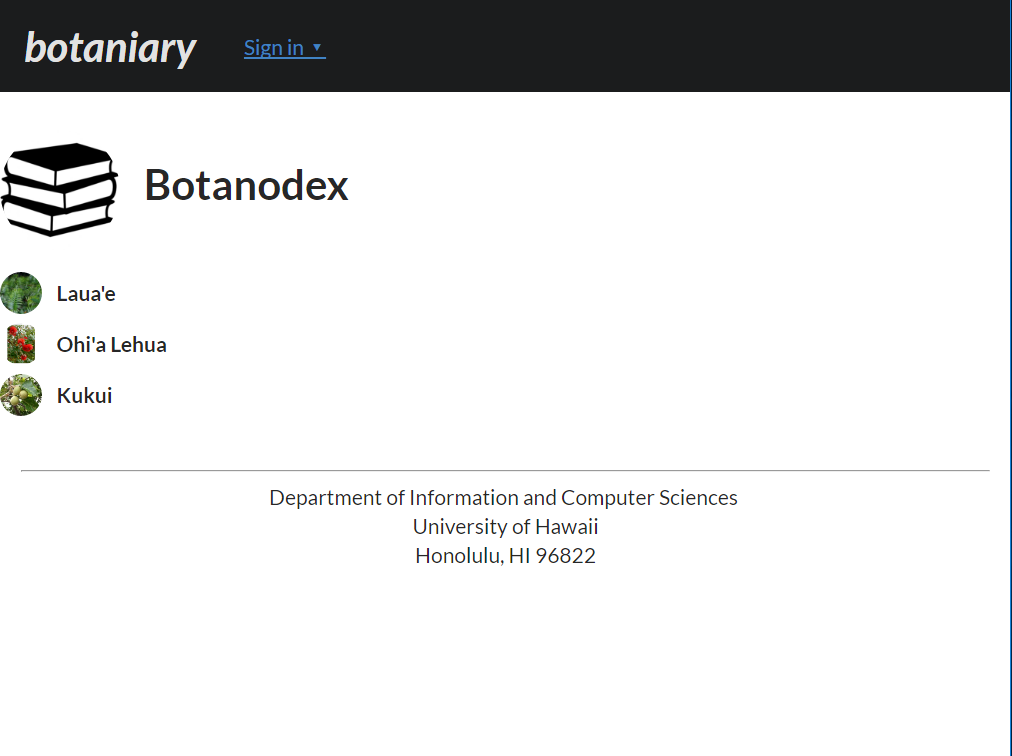 botaniary
Sign in
Botanodex
Laua'e
Ohi'a Lehua
Kukui
Department of Information and Computer Sciences
University of Hawaii
Honolulu, HI 96822